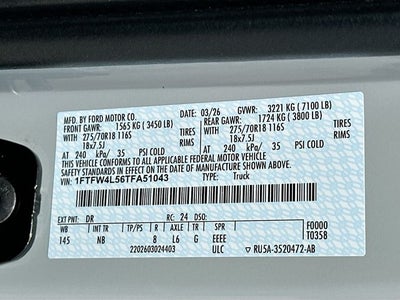 MFD. BY FORD MOTOR CO.
DATE: 03/26 GVWR: 3221 KG ( 7100 LB)
FRONT GAWR: 1565 KG ( 3450 LB) REAR GAWR: 1724 KG ( 3800 LB)
275/70R18 116S TIRES WITH 275/70R18 116S TIRES
18x7.5J RIMS 18x7.5J RIMS
AT 240 kPa/ 35 PSI COLD AT 240 kPa/ 35 PSI COLD
THIS VEHICLE CONFORMS TO ALL APPLICABLE FEDERAL MOTOR VEHICLE
SAFETY STANDARDS IN EFFECT ON THE DATE OF MANUFACTURE SHOWN ABOVE.
VIN: 1FTFW4L56TFA51043 TYPE: Truck
EXT PNT: DR RC: 24 DSO: F0000
WB INT TR TP/PS R AXLE TR SPR T0358
145 NB 8 L6 G EEEE
2202603024403 ULC RU5A-3520472-AB